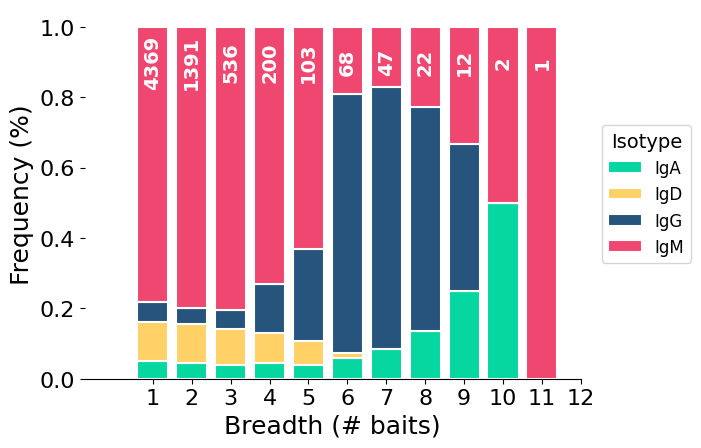 1.0
0.8
0.6
0.4
0.2
0.0
Frequency (%)
4369
1391
536
200
103
68
47
22
12
2
1
1 2 3 4 5 6 7 8 9 10 11 12
Breadth (# baits)
Isotype
IgA
IgD
IgG
IgM